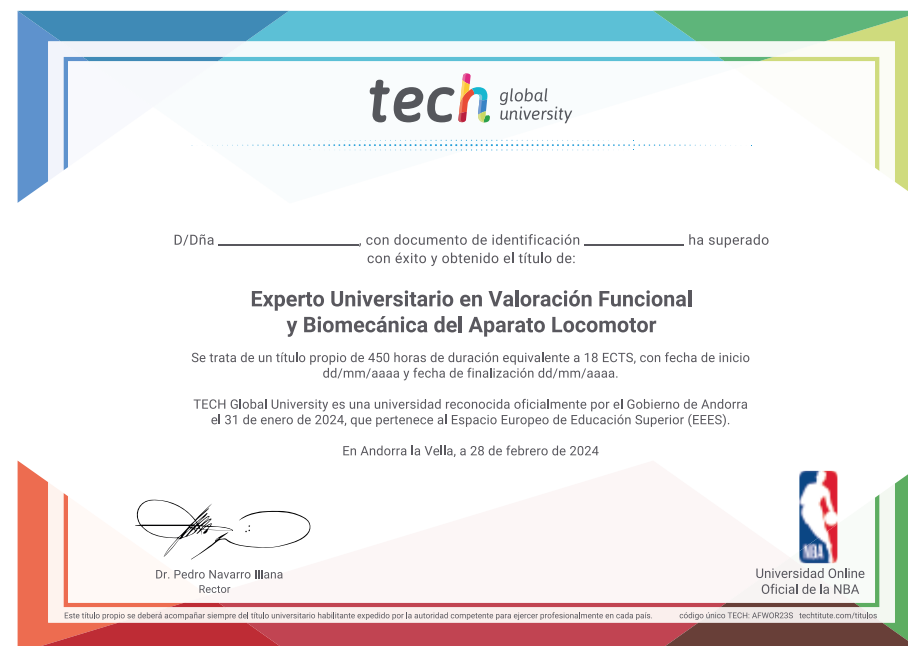 tech global university
D/Dña ____________, con documento de identificación ____________ ha superado
con éxito y obtenido el título de:
Experto Universitario en Valoración Funcional
y Biomecánica del Aparato Locomotor
Se trata de un título propio de 450 horas de duración equivalente a 18 ECTS, con fecha de inicio
dd/mm/aaaa y fecha de finalización dd/mm/aaaa.
TECH Global University es una universidad reconocida oficialmente por el Gobierno de Andorra
el 31 de enero de 2024, que pertenece al Espacio Europeo de Educación Superior (EEES).
En Andorra la Vella, a 28 de febrero de 2024
Dr. Pedro Navarro Illana
Rector
NBA
Universidad Online
Oficial de la NBA
Este título propio se deberá acompañar siempre del título universitario habilitante expedido por la autoridad competente para ejercer profesionalmente en cada país. código único TECH: AFWOR23S techtitute.com/títulos